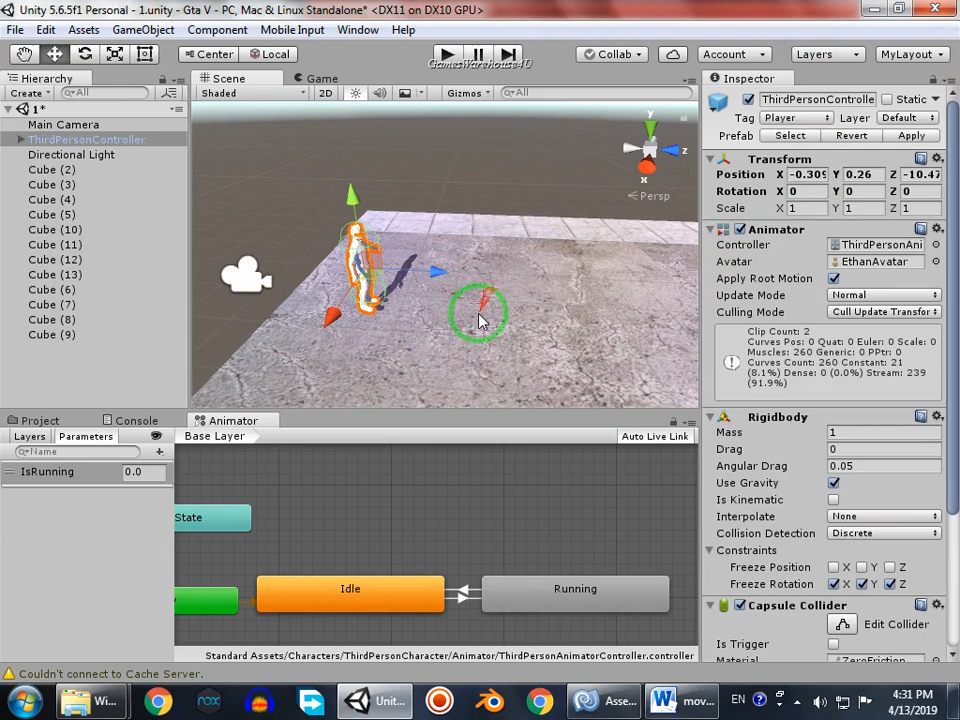 Unity 5.6.5f1 Personal - 1.unity - Gta V - PC, Mac & Linux Standalone* <DX11 on DX10 GPU>
File Edit Assets GameObject Component Mobile Input Window Help
Center Local Collab Account Layers MyLayout
GamesWarehouse4U
Hierarchy Scene Game Inspector
Create All Shaded 2D Gizmos All ThirdPersonControlle Static
1*
Main Camera
ThirdPersonController
Directional Light
Cube (2)
Cube (3)
Cube (4)
Cube (5)
Cube (10)
Cube (11)
Cube (12)
Cube (13)
Cube (6)
Cube (7)
Cube (8)
Cube (9)
y
z
x
Persp
Tag Player Layer Default
Prefab Select Revert Apply
Transform
Position X -0.309 Y 0.26 Z -10.47
Rotation X 0 Y 0 Z 0
Scale X 1 Y 1 Z 1
Animator
Controller ThirdPersonAni
Avatar EthanAvatar
Apply Root Motion
Update Mode Normal
Culling Mode Cull Update Transfor
Clip Count: 2
Curves Pos: 0 Quat: 0 Euler: 0 Scale: 0
Muscles: 260 Generic: 0 PPtr: 0
Curves Count: 260 Constant: 21
(8.1%) Dense: 0 (0.0%) Stream: 239
(91.9%)
Rigidbody
Mass 1
Drag 0
Angular Drag 0.05
Use Gravity
Is Kinematic
Interpolate None
Collision Detection Discrete
Constraints
Freeze Position X Y Z
Freeze Rotation X Y Z
Capsule Collider
Edit Collider
Is Trigger
Material ZeroFriction
Project Console Animator
Layers Parameters Base Layer Auto Live Link
Name
IsRunning 0.0
State
y
Idle
Running
Standard Assets/Characters/ThirdPersonCharacter/Animator/ThirdPersonAnimatorController.controller
Couldn't connect to Cache Server.
Wi... nox Unit... Asse... mov... EN
4:31 PM
4/13/2019